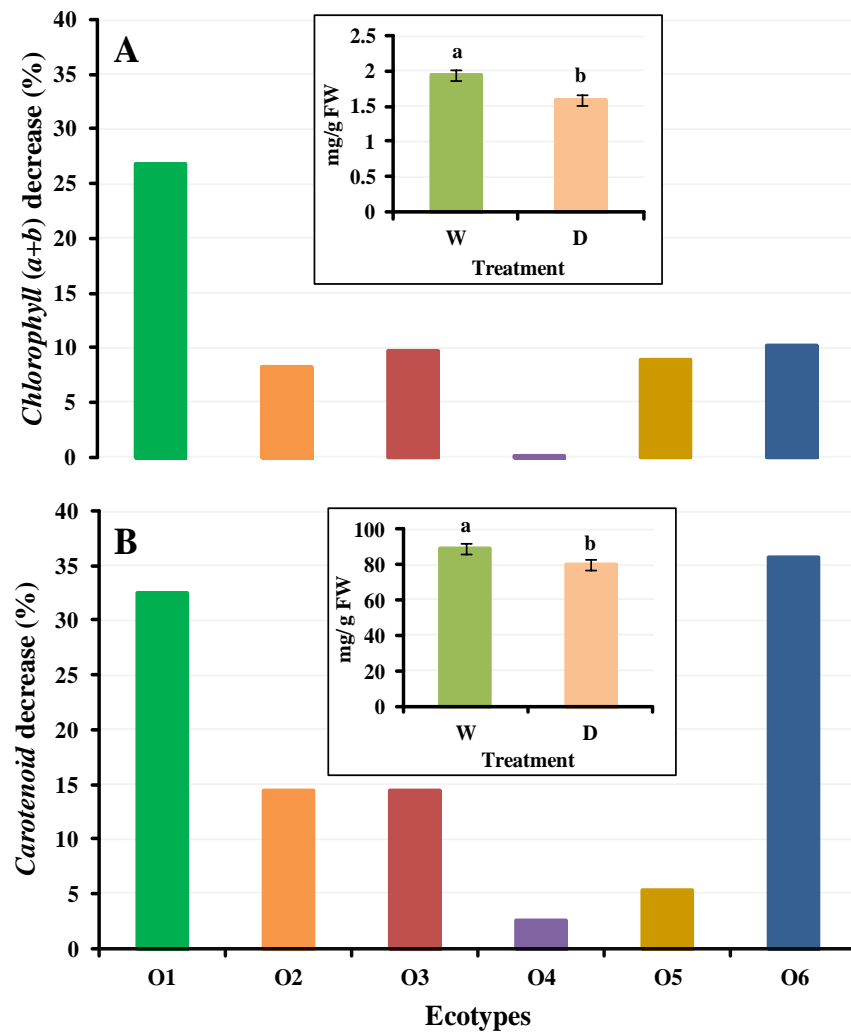 A
Chlorophyll (a+b) decrease (%)
40
35
30
25
20
15
10
5
0
mg/g FW
2.5
2
1.5
1
0.5
0
a
b
W
D
Treatment
B
Carotenoid decrease (%)
40
35
30
25
20
15
10
5
0
mg/g FW
100
80
60
40
20
0
a
b
W
D
Treatment
O1
O2
O3
O4
O5
O6
Ecotypes